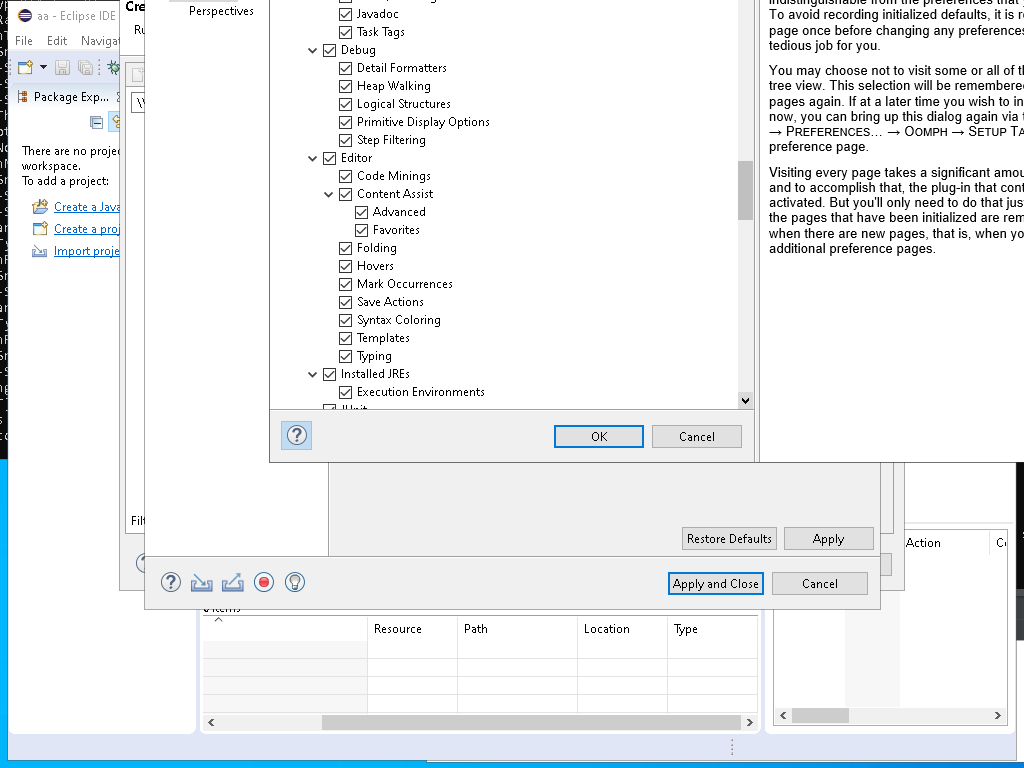 aa - Eclipse IDE
File Edit Naviga
Package Exp...
There are no proje
workspace.
To add a project:
Create a Java
Create a proj
Import proje
Cre
Ru
Perspectives
Javadoc
Task Tags
Debug
Detail Formatters
Heap Walking
Logical Structures
Primitive Display Options
Step Filtering
Editor
Code Minings
Content Assist
Advanced
Favorites
Folding
Hovers
Mark Occurrences
Save Actions
Syntax Coloring
Templates
Typing
Installed JREs
Execution Environments
JUnit
OK
Cancel
indistinguishable from the preferences that y
To avoid recording initialized defaults, it is re
page once before changing any preferences
tedious job for you.
You may choose not to visit some or all of th
tree view. This selection will be remembered
pages again. If at a later time you wish to in
now, you can bring up this dialog again via t
→ PREFERENCES... → OOMPH → SETUP TA
preference page.
Visiting every page takes a significant amou
and to accomplish that, the plug-in that cont
activated. But you'll only need to do that jus
the pages that have been initialized are rem
when there are new pages, that is, when yo
additional preference pages.
Filt
Restore Defaults
Apply
Apply and Close
Cancel
Action
Resource
Path
Location
Type